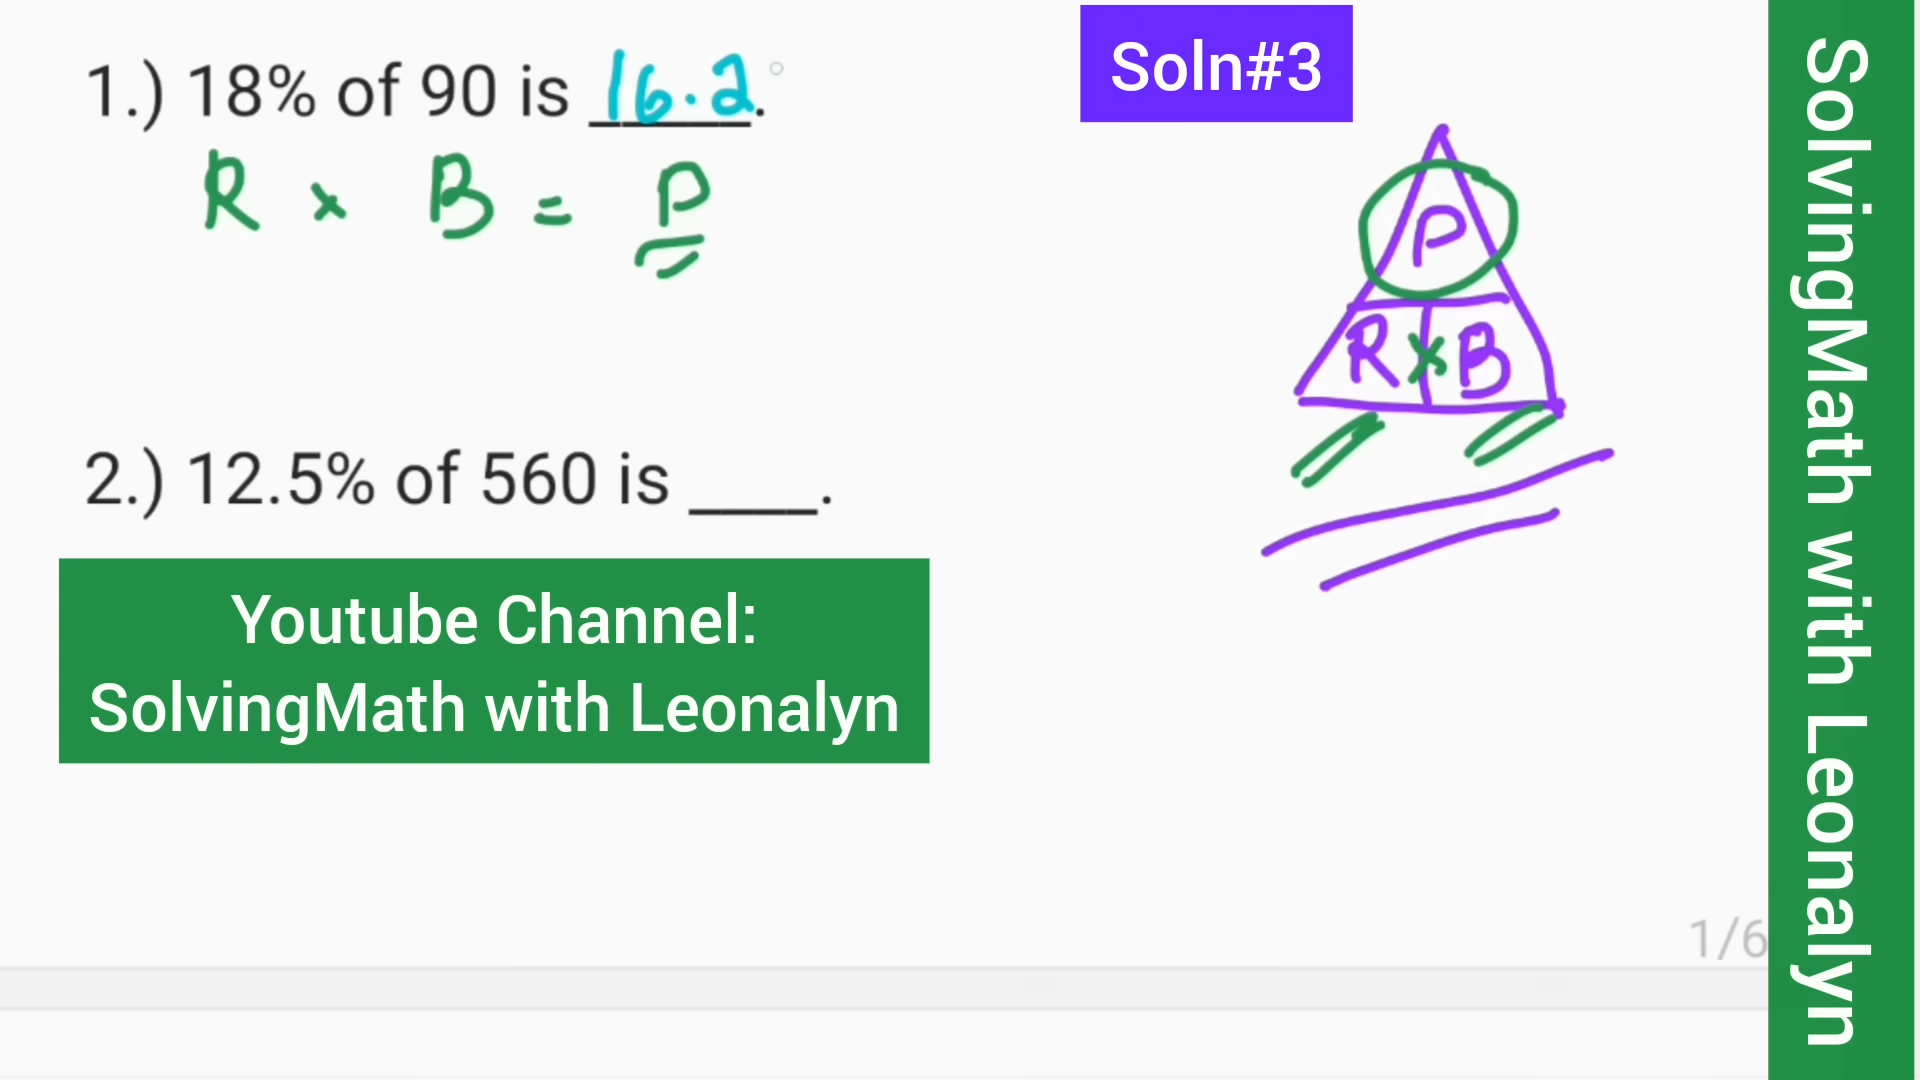 1.) 18% of 90 is 16.2.
R x B = P
Soln#3
P
R x B
2.) 12.5% of 560 is ____.
Youtube Channel:
SolvingMath with Leonalyn
1/6
SolvingMath with Leonalyn